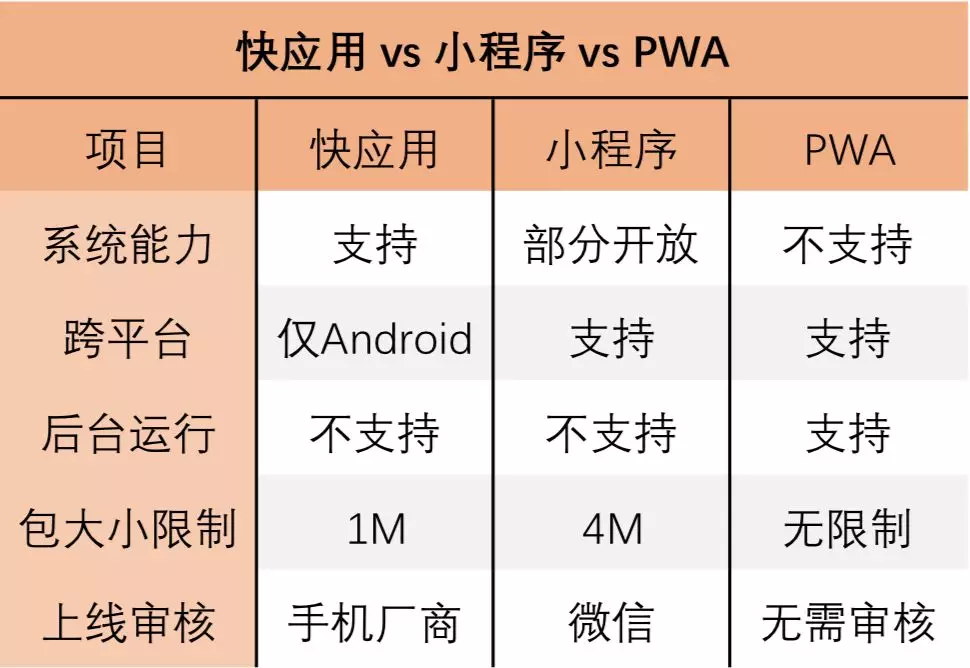 快应用 vs 小程序 vs PWA
项目 快应用 小程序 PWA
系统能力 支持 部分开放 不支持
跨平台 仅Android 支持 支持
后台运行 不支持 不支持 支持
包大小限制 1M 4M 无限制
上线审核 手机厂商 微信 无需审核